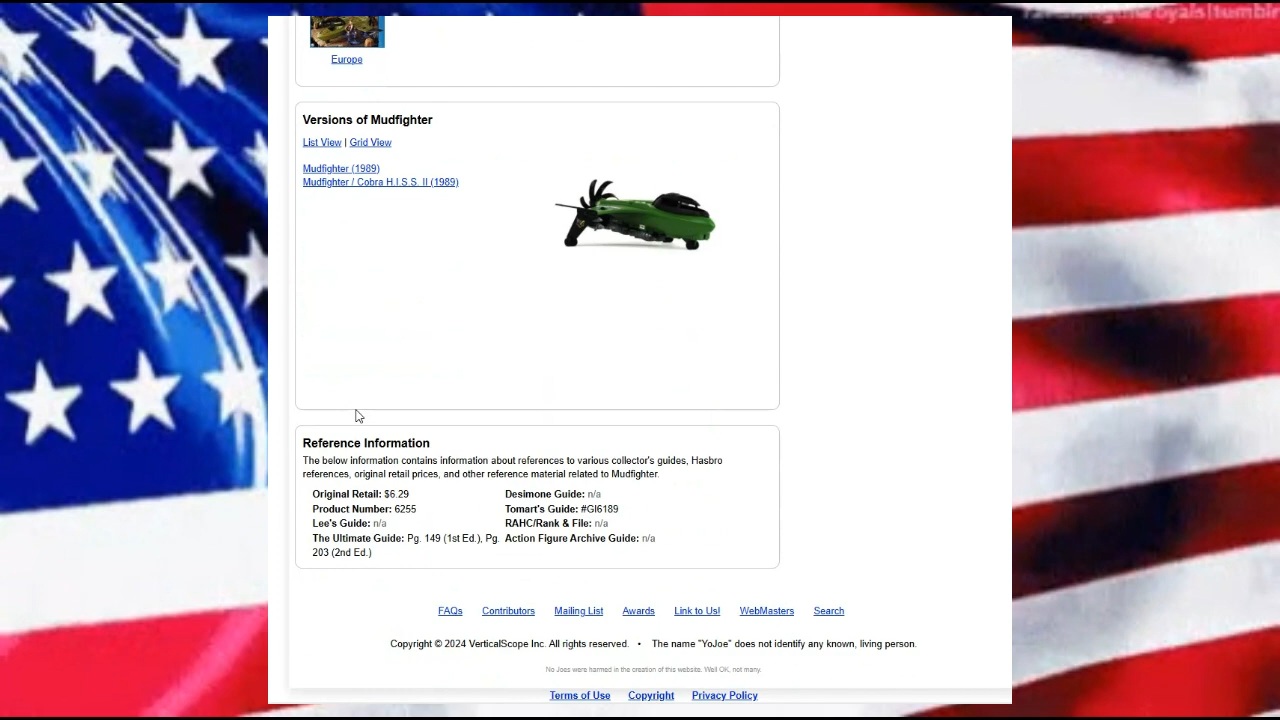 Europe
Versions of Mudfighter
List View | Grid View
Mudfighter (1989)
Mudfighter / Cobra H.I.S.S. II (1989)
Reference Information
The below information contains information about references to various collector's guides, Hasbro
references, original retail prices, and other reference material related to Mudfighter.
Original Retail: $6.29
Product Number: 6255
Lee's Guide: n/a
The Ultimate Guide: Pg. 149 (1st Ed.), Pg.
203 (2nd Ed.)
Desimone Guide: n/a
Tomart's Guide: #GI6189
RAHC/Rank & File: n/a
Action Figure Archive Guide: n/a
FAQs Contributors Mailing List Awards Link to Us! WebMasters Search
Copyright © 2024 VerticalScope Inc. All rights reserved. • The name "YoJoe" does not identify any known, living person.
No Joes were harmed in the creation of this website. Well OK, not many.
Terms of Use Copyright Privacy Policy